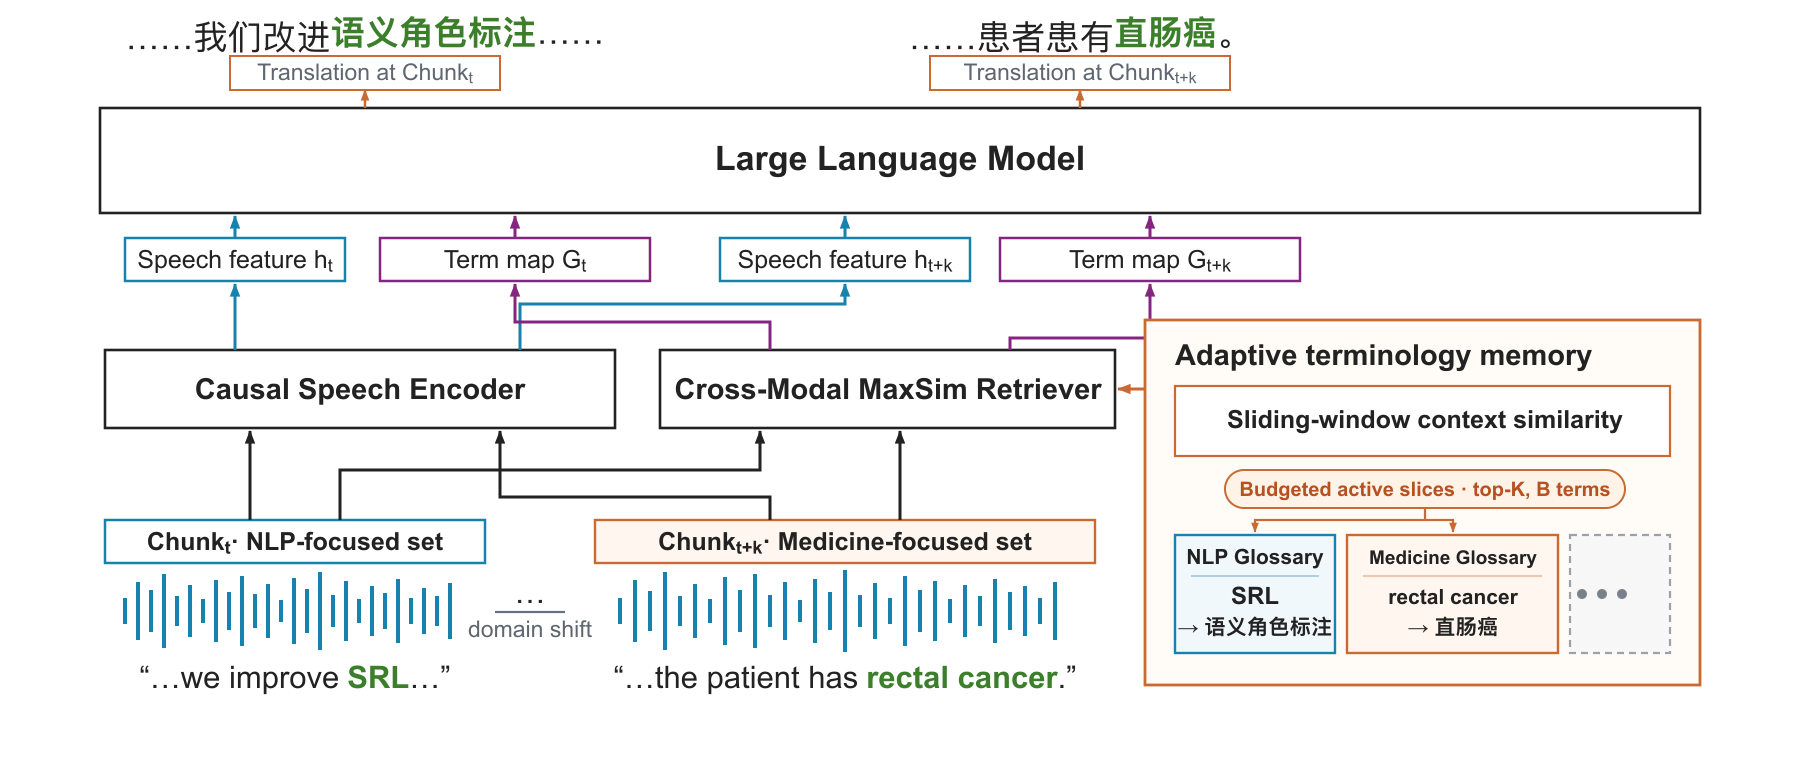 ……我们改进语义角色标注……
……患者患有直肠癌。
Translation at Chunkt
Translation at Chunkt+k
Large Language Model
Speech feature ht
Term map Gt
Speech feature ht+k
Term map Gt+k
Causal Speech Encoder
Cross-Modal MaxSim Retriever
Adaptive terminology memory
Sliding-window context similarity
Budgeted active slices · top-K, B terms
NLP Glossary
SRL
→ 语义角色标注
Medicine Glossary
rectal cancer
→ 直肠癌
Chunkt· NLP-focused set
Chunkt+k· Medicine-focused set
…
domain shift
“…we improve SRL…”
“…the patient has rectal cancer.”